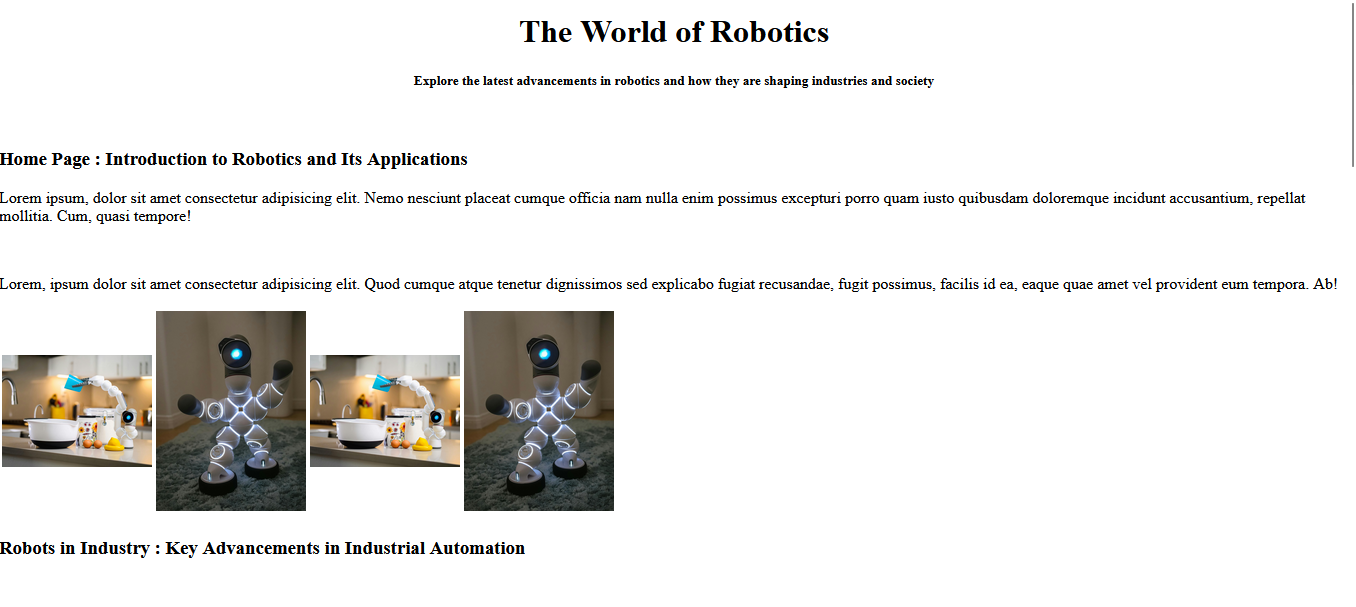 The World of Robotics
Explore the latest advancements in robotics and how they are shaping industries and society
Home Page : Introduction to Robotics and Its Applications
Lorem ipsum, dolor sit amet consectetur adipisicing elit. Nemo nesciunt placeat cumque officia nam nulla enim possimus excepturi porro quam iusto quibusdam doloremque incidunt accusantium, repellat
mollitia. Cum, quasi tempore!
Lorem, ipsum dolor sit amet consectetur adipisicing elit. Quod cumque atque tenetur dignissimos sed explicabo fugiat recusandae, fugit possimus, facilis id ea, eaque quae amet vel provident eum tempora. Ab!
Robots in Industry : Key Advancements in Industrial Automation